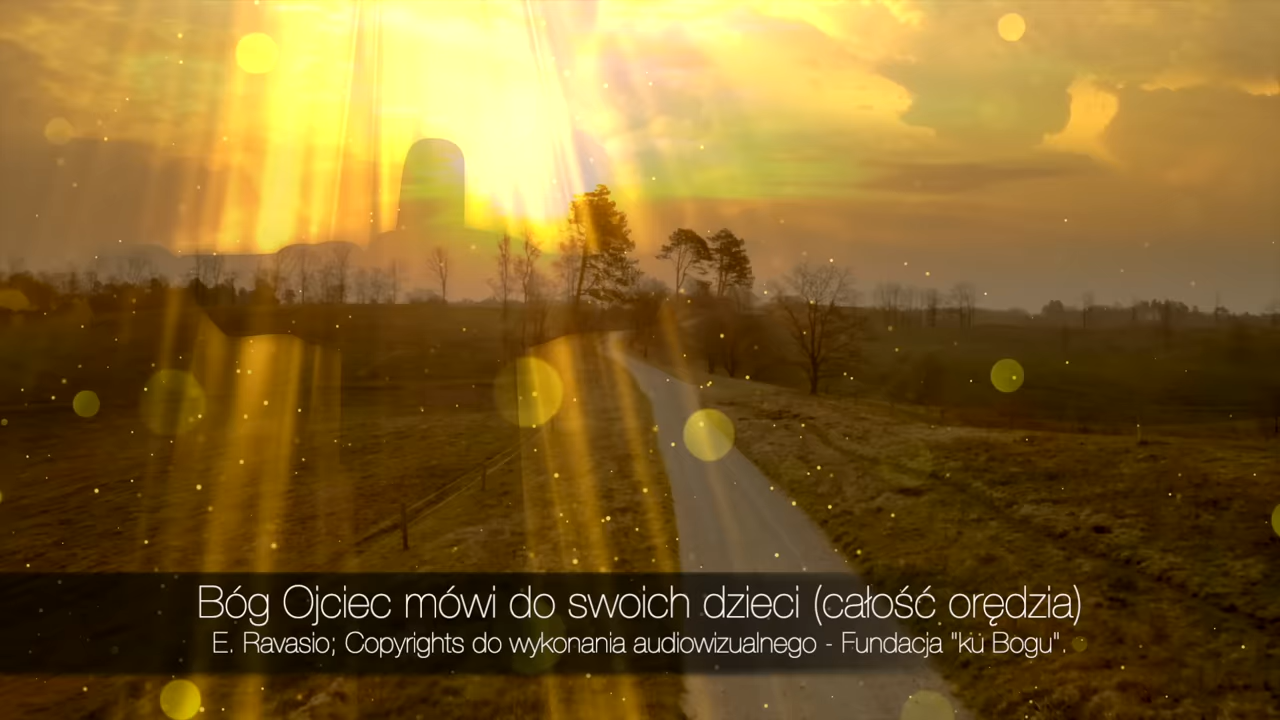 Bóg Ojciec mówi do swoich dzieci (całość orędzia)
E. Ravasio; Copyrights do wykonania audiowizualnego - Fundacja "ku Bogu".